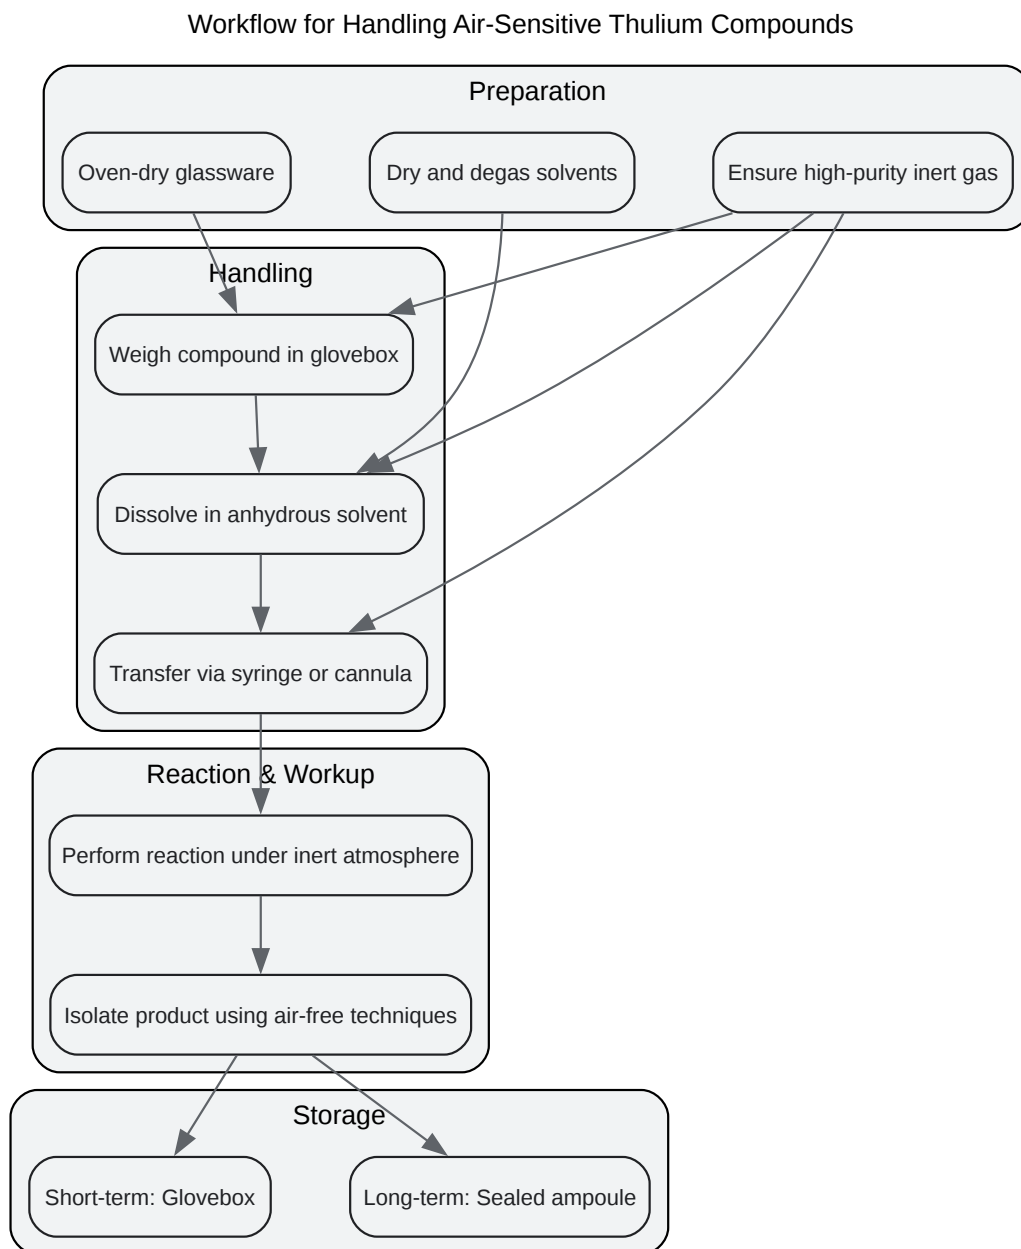 Workflow for Handling Air-Sensitive Thulium Compounds
Preparation
Oven-dry glassware
Dry and degas solvents
Ensure high-purity inert gas
Handling
Weigh compound in glovebox
Dissolve in anhydrous solvent
Transfer via syringe or cannula
Reaction & Workup
Perform reaction under inert atmosphere
Isolate product using air-free techniques
Storage
Short-term: Glovebox
Long-term: Sealed ampoule